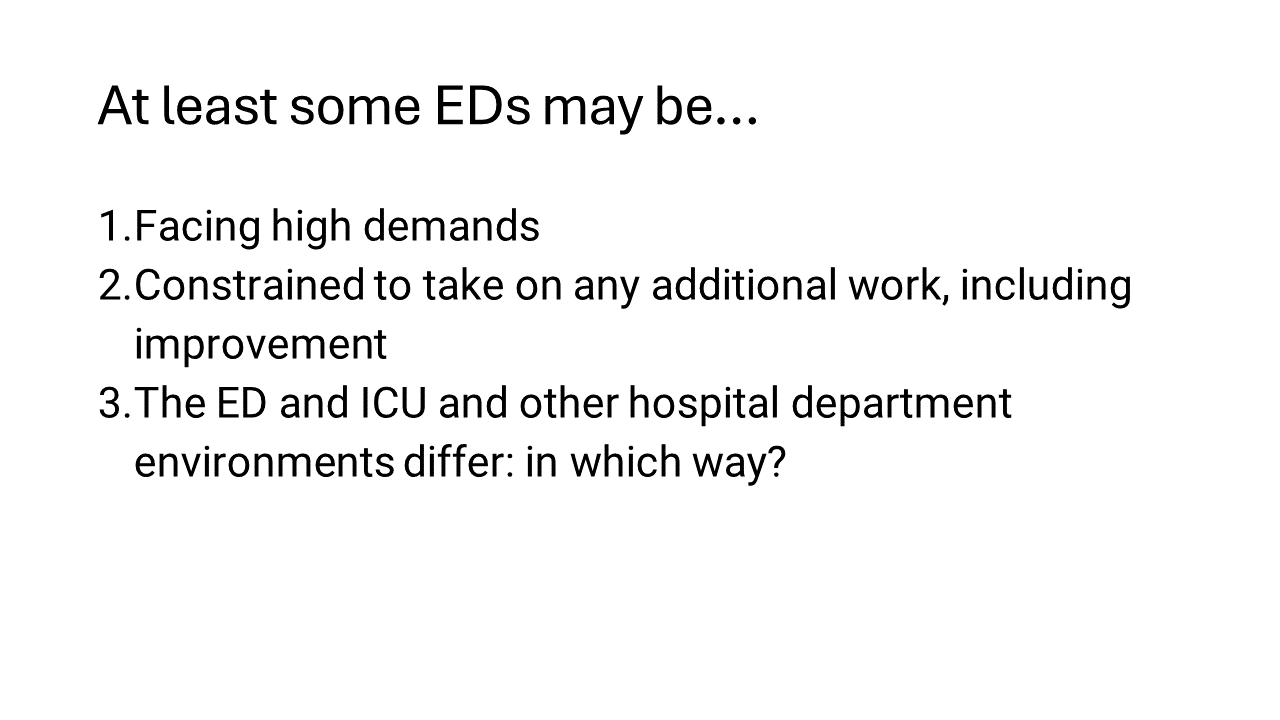 At least some EDs may be...
1.Facing high demands
2.Constrained to take on any additional work, including
improvement
3.The ED and ICU and other hospital department
environments differ: in which way?